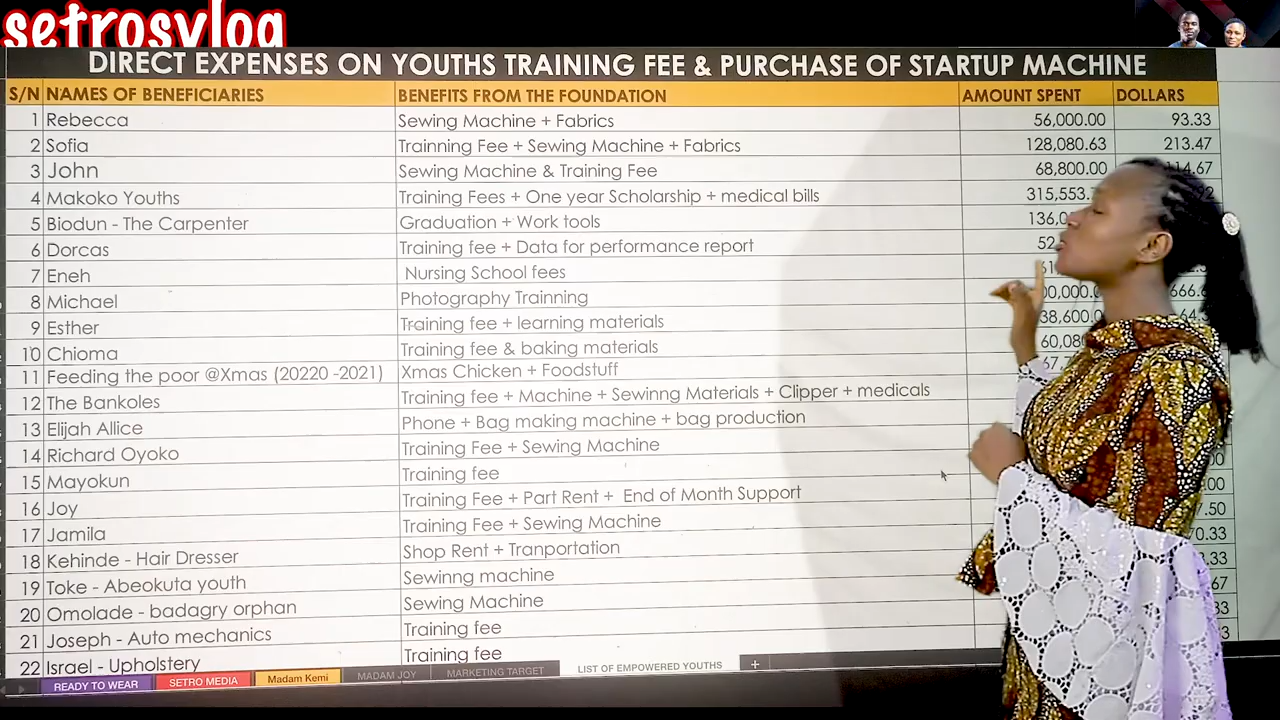 setrosvlog
DIRECT EXPENSES ON YOUTHS TRAINING FEE & PURCHASE OF STARTUP MACHINE
S/N NAMES OF BENEFICIARIES BENEFITS FROM THE FOUNDATION AMOUNT SPENT DOLLARS
1 Rebecca Sewing Machine + Fabrics 56,000.00 93.33
2 Sofia Trainning Fee + Sewing Machine + Fabrics 128,080.63 213.47
3 John Sewing Machine & Training Fee 68,800.00
4 Makoko Youths Training Fees + One year Scholarship + medical bills
5 Biodun - The Carpenter Graduation + Work tools
6 Dorcas Training fee + Data for performance report
7 Eneh Nursing School fees
8 Michael Photography Trainning
9 Esther Training fee + learning materials
10 Chioma Training fee & baking materials
11 Feeding the poor @Xmas (20220 -2021) Xmas Chicken + Foodstuff
12 The Bankoles Training fee + Machine + Sewinng Materials + Clipper + medicals
13 Elijah Allice Phone + Bag making machine + bag production
14 Richard Oyoko Training Fee + Sewing Machine
15 Mayokun Training fee
16 Joy Training Fee + Part Rent + End of Month Support
17 Jamila Training Fee + Sewing Machine
18 Kehinde - Hair Dresser Shop Rent + Tranportation
19 Toke - Abeokuta youth Sewinng machine
20 Omolade - badagry orphan Sewing Machine
21 Joseph - Auto mechanics Training fee
22 Israel - Upholstery Training fee
READY TO WEAR SETRO MEDIA Madam Kemi MADAM JOY MARKETING TARGET LIST OF EMPOWERED YOUTHS +